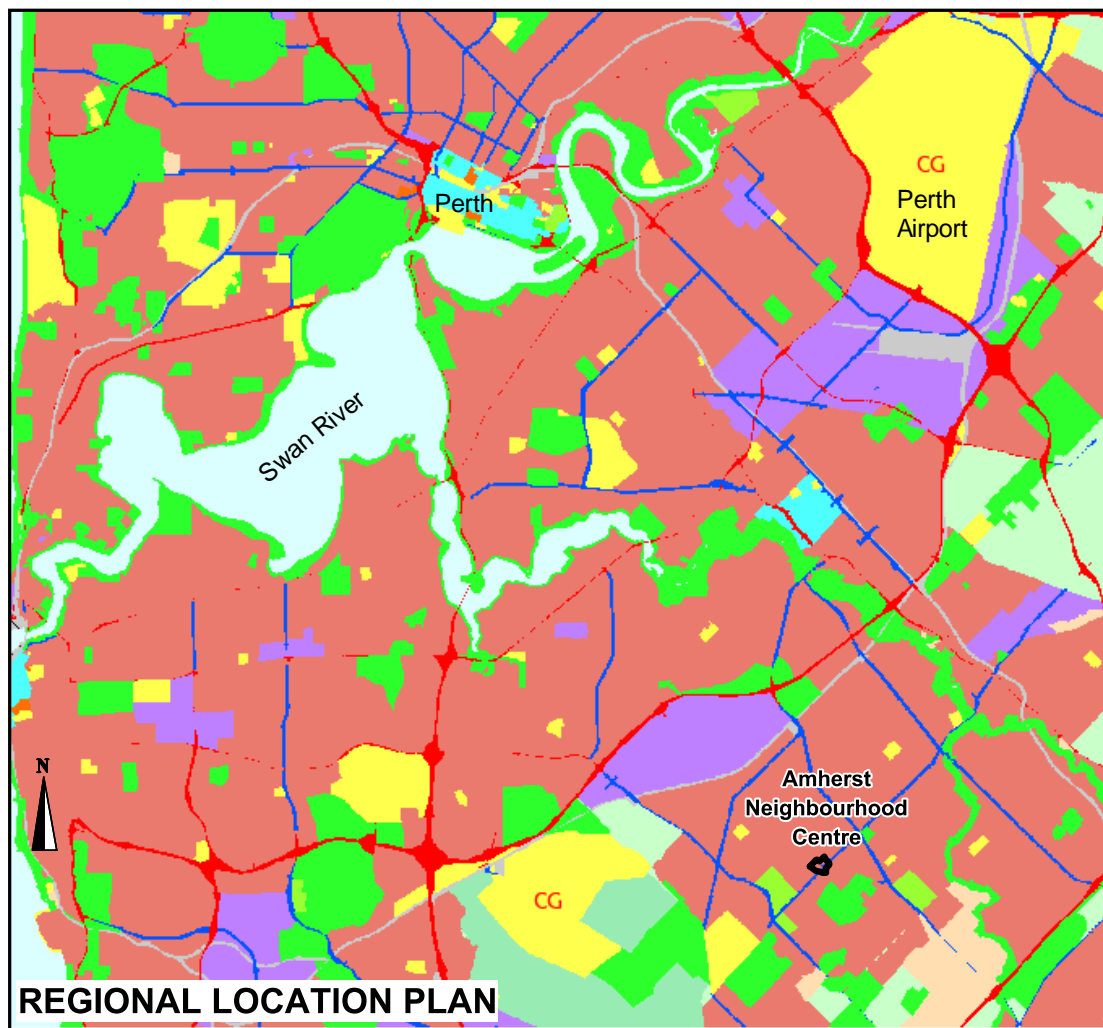 CG
Perth
Perth
Airport
Swan River
N
Amherst
Neighbourhood
Centre
CG
REGIONAL LOCATION PLAN